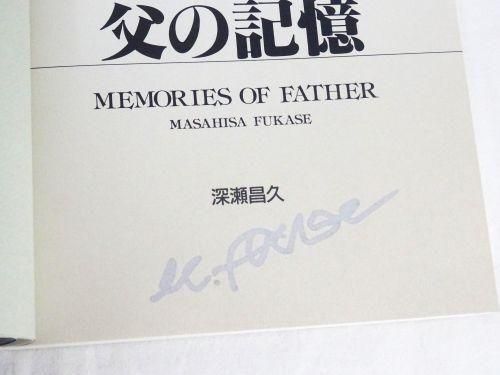 父の記憶
MEMORIES OF FATHER
MASAHISA FUKASE
深瀬昌久
M.FUKASE